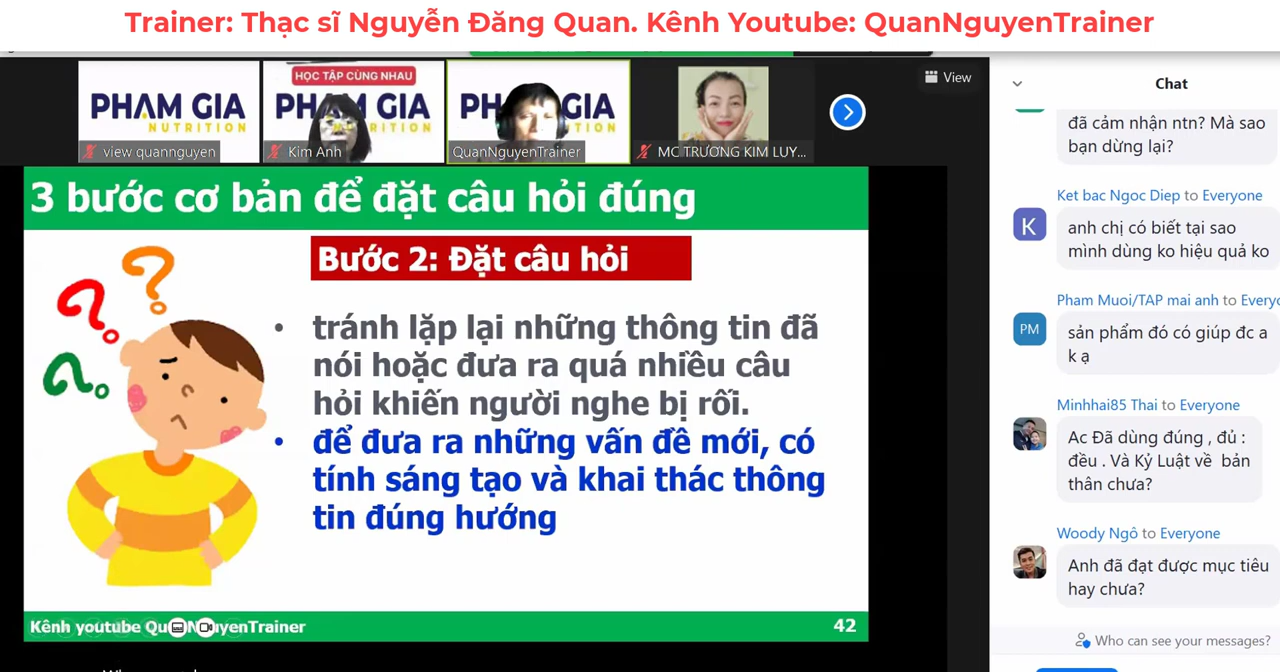 Trainer: Thạc sĩ Nguyễn Đăng Quan. Kênh Youtube: QuanNguyenTrainer
View
PHAM GIA
NUTRITION
view quannguyen
HỌC TẬP CÙNG NHAU
PHAM GIA
Kim Anh
QuanNguyenTrainer
MC TRƯƠNG KIM LUY...
3 bước cơ bản để đặt câu hỏi đúng
Bước 2: Đặt câu hỏi
• tránh lặp lại những thông tin đã
nói hoặc đưa ra quá nhiều câu
hỏi khiến người nghe bị rối.
• để đưa ra những vấn đề mới, có
tính sáng tạo và khai thác thông
tin đúng hướng
Kênh youtube QuanNguyenTrainer
42
Chat
đã cảm nhận ntn? Mà sao
bạn dừng lại?
Ket bac Ngoc Diep to Everyone
K
anh chị có biết tại sao
mình dùng ko hiệu quả ko
Pham Muoi/TAP mai anh to Everyo
PM
sản phẩm đó có giúp đc a
k ạ
Minhhai85 Thai to Everyone
Ac Đã dùng đúng , đủ :
đều . Và Kỷ Luật về bản
thân chưa?
Woody Ngô to Everyone
Anh đã đạt được mục tiêu
hay chưa?
Who can see your messages?